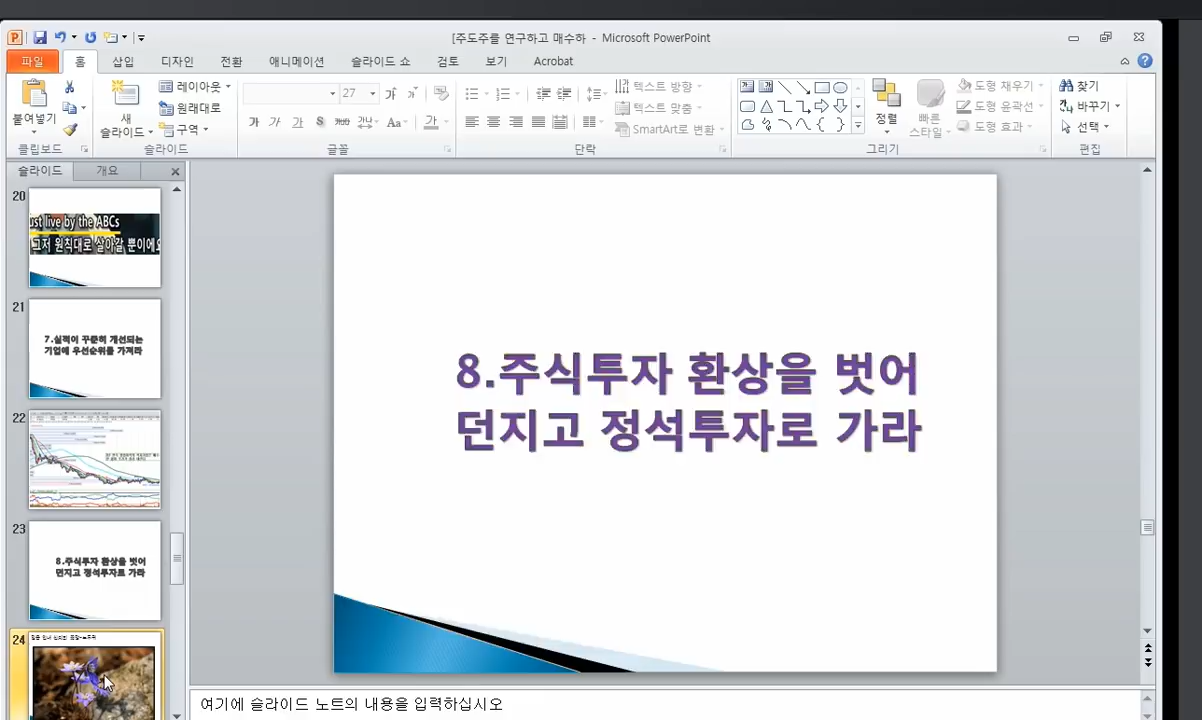 [주도주를 연구하고 매수하 - Microsoft PowerPoint
파일 홈 삽입 디자인 전환 애니메이션 슬라이드 쇼 검토 보기 Acrobat
붙여넣기
새 슬라이드
레이아웃
원래대로
구역
27
가 가 가 S abc 가나 Aa 가
텍스트 방향
텍스트 맞춤
SmartArt로 변환
정렬
빠른 스타일
도형 채우기
도형 윤곽선
도형 효과
찾기
바꾸기
선택
클립보드 슬라이드 글꼴 단락 그리기 편집
슬라이드 개요
20
ust live by the ABCs
그저 원칙대로 살아갈 뿐이에요
21
7.실적이 꾸준히 개선되는
기업에 우선순위를 가져라
22
23
8.주식투자 환상을 벗어
던지고 정석투자로 가라
24
8.주식투자 환상을 벗어
던지고 정석투자로 가라
여기에 슬라이드 노트의 내용을 입력하십시오